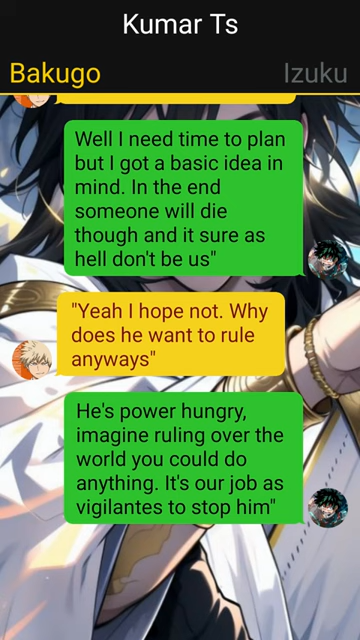 Kumar Ts
Bakugo
Izuku
Well I need time to plan
but I got a basic idea in
mind. In the end
someone will die
though and it sure as
hell don't be us"
"Yeah I hope not. Why
does he want to rule
anyways"
He's power hungry,
imagine ruling over the
world you could do
anything. It's our job as
vigilantes to stop him"